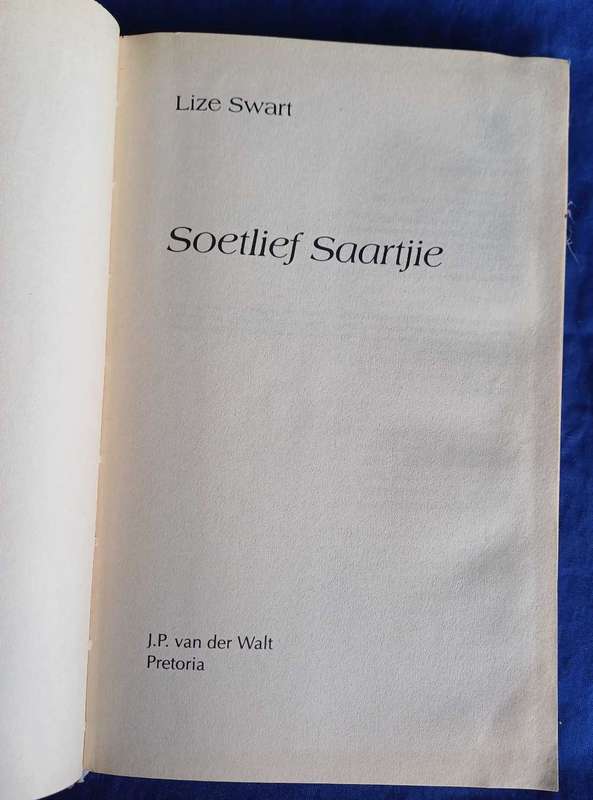 Lize Swart
Soetlief Saartjie
J.P. van der Walt
Pretoria